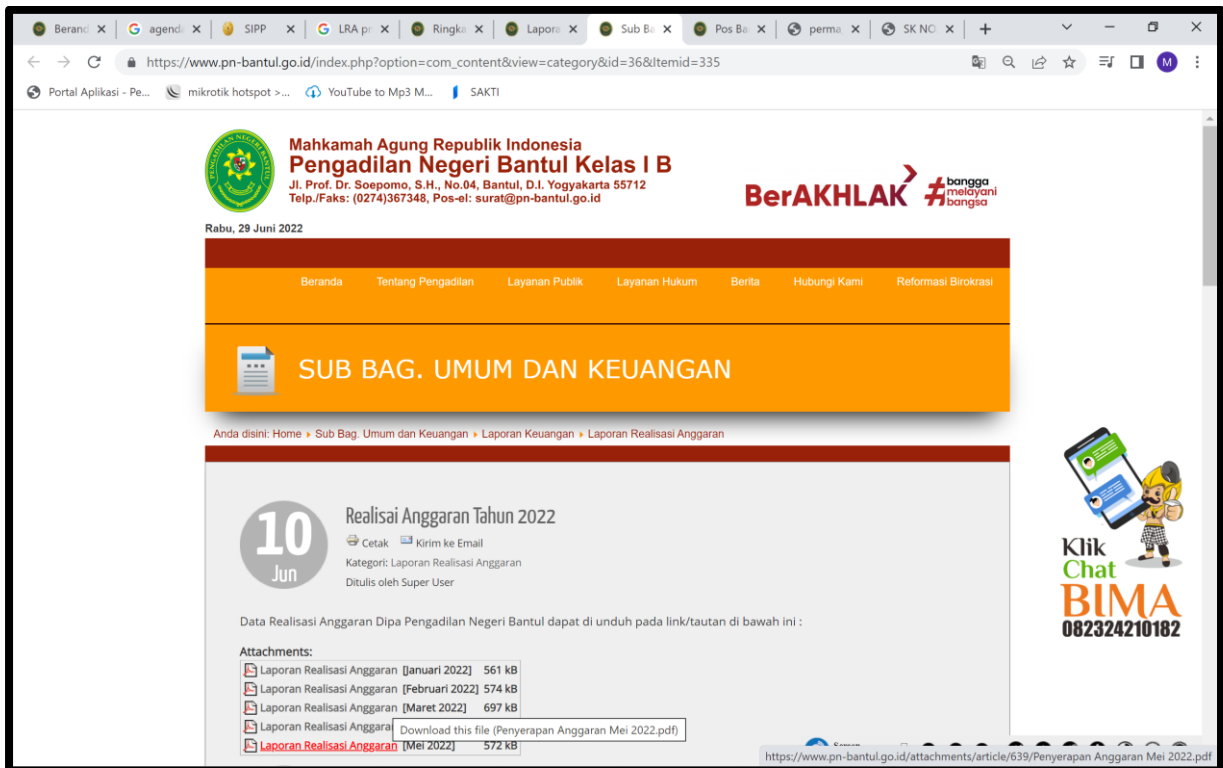 Berand
agend
SIPP
LRA pr
Ringka
Lapora
Sub Ba
Pos Ba
perma
SK NO
https://www.pn-bantul.go.id/index.php?option=com_content&view=category&id=36&Itemid=335
M
Portal Aplikasi - Pe...
mikrotik hotspot >...
YouTube to Mp3 M...
SAKTI
Mahkamah Agung Republik Indonesia
Pengadilan Negeri Bantul Kelas I B
Jl. Prof. Dr. Soepomo, S.H., No.04, Bantul, D.I. Yogyakarta 55712
Telp./Faks: (0274)367348, Pos-el: surat@pn-bantul.go.id
BerAKHLAK
# bangga
melayani
bangsa
Rabu, 29 Juni 2022
Beranda Tentang Pengadilan Layanan Publik Layanan Hukum Berita Hubungi Kami Reformasi Birokrasi
SUB BAG. UMUM DAN KEUANGAN
Anda disini: Home Sub Bag. Umum dan Keuangan Laporan Keuangan Laporan Realisasi Anggaran
10
Jun
Realisai Anggaran Tahun 2022
Cetak Kirim ke Email
Kategori: Laporan Realisasi Anggaran
Ditulis oleh Super User
Data Realisasi Anggaran Dipa Pengadilan Negeri Bantul dapat di unduh pada link/tautan di bawah ini :
Attachments:
Laporan Realisasi Anggaran [Januari 2022] 561 kB
Laporan Realisasi Anggaran [Februari 2022] 574 kB
Laporan Realisasi Anggaran [Maret 2022] 697 kB
Laporan Realisasi Anggara
Download this file (Penyerapan Anggaran Mei 2022.pdf)
Laporan Realisasi Anggaran [Mei 2022] 572 kB
Klik
Chat
BIMA
082324210182
https://www.pn-bantul.go.id/attachments/article/639/Penyerapan Anggaran Mei 2022.pdf